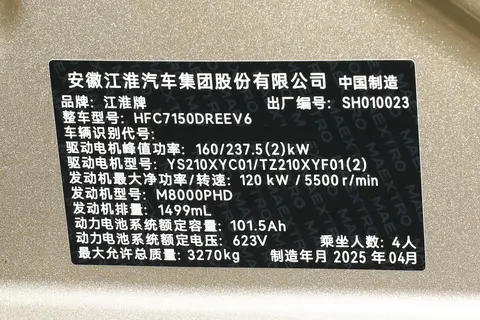 安徽江淮汽车集团股份有限公司 中国制造
品牌：江淮牌 出厂编号：SH010023
整车型号：HFC7150DREEV6
车辆识别代号：
驱动电机峰值功率：160/237.5(2)kW
驱动电机型号：YS210XYC01/TZ210XYF01(2)
发动机最大净功率/转速：120 kW / 5500 r/min
发动机型号：M8000PHD
发动机排量：1499mL
动力电池系统额定容量：101.5Ah
动力电池系统额定电压：623V 乘坐人数：4人
最大允许总质量：3270kg 制造年月 2025 年04月